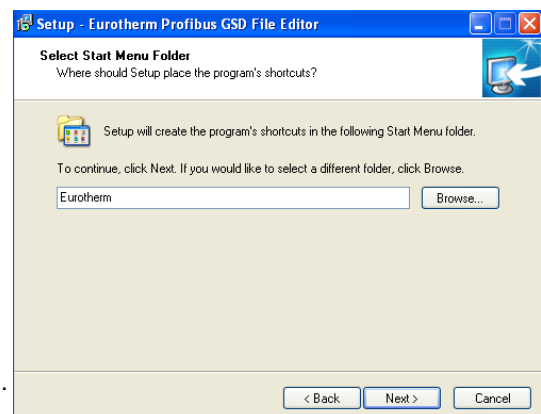 Setup - Eurotherm Profibus GSD File Editor
Select Start Menu Folder
Where should Setup place the program's shortcuts?
Setup will create the program's shortcuts in the following Start Menu folder.
To continue, click Next. If you would like to select a different folder, click Browse.
Eurotherm
Browse...
.
< Back
Next >
Cancel